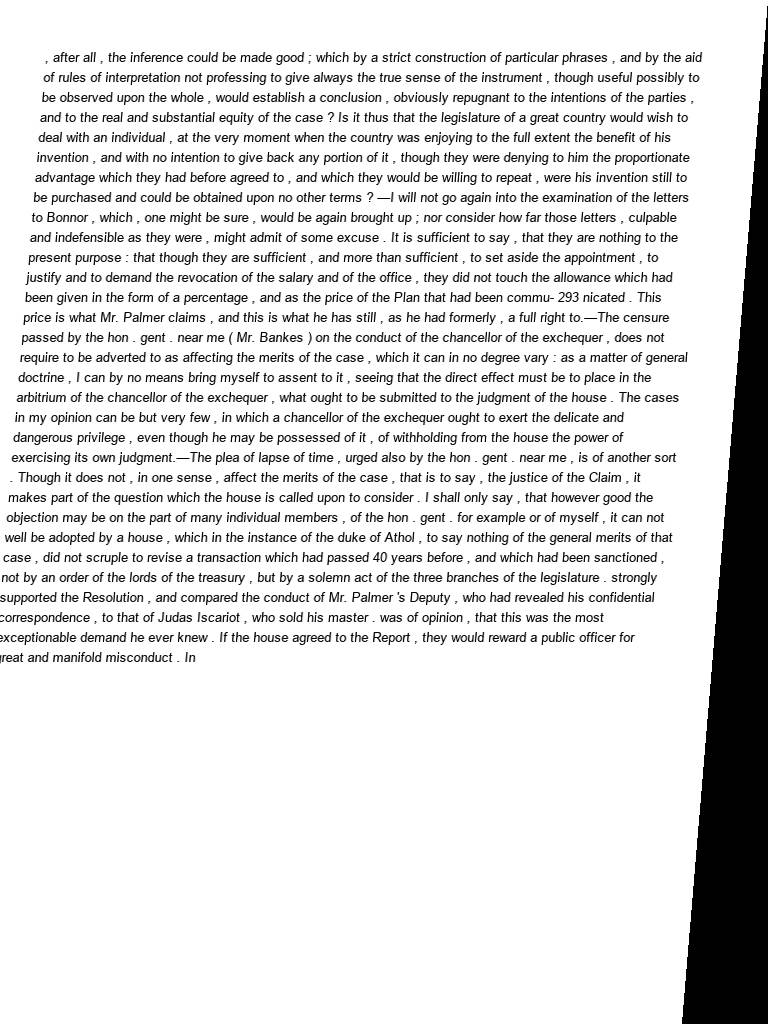 , after all , the inference could be made good ; which by a strict construction of particular phrases , and by the aid
of rules of interpretation not professing to give always the true sense of the instrument , though useful possibly to
be observed upon the whole , would establish a conclusion , obviously repugnant to the intentions of the parties ,
and to the real and substantial equity of the case ? Is it thus that the legislature of a great country would wish to
deal with an individual , at the very moment when the country was enjoying to the full extent the benefit of his
invention , and with no intention to give back any portion of it , though they were denying to him the proportionate
advantage which they had before agreed to , and which they would be willing to repeat , were his invention still to
be purchased and could be obtained upon no other terms ? —I will not go again into the examination of the letters
to Bonnor , which , one might be sure , would be again brought up ; nor consider how far those letters , culpable
and indefensible as they were , might admit of some excuse . It is sufficient to say , that they are nothing to the
present purpose : that though they are sufficient , and more than sufficient , to set aside the appointment , to
justify and to demand the revocation of the salary and of the office , they did not touch the allowance which had
been given in the form of a percentage , and as the price of the Plan that had been commu- 293 nicated . This
price is what Mr. Palmer claims , and this is what he has still , as he had formerly , a full right to.—The censure
passed by the hon . gent . near me ( Mr. Bankes ) on the conduct of the chancellor of the exchequer , does not
require to be adverted to as affecting the merits of the case , which it can in no degree vary : as a matter of general
doctrine , I can by no means bring myself to assent to it , seeing that the direct effect must be to place in the
arbitrium of the chancellor of the exchequer , what ought to be submitted to the judgment of the house . The cases
in my opinion can be but very few , in which a chancellor of the exchequer ought to exert the delicate and
dangerous privilege , even though he may be possessed of it , of withholding from the house the power of
exercising its own judgment.—The plea of lapse of time , urged also by the hon . gent . near me , is of another sort
. Though it does not , in one sense , affect the merits of the case , that is to say , the justice of the Claim , it
makes part of the question which the house is called upon to consider . I shall only say , that however good the
objection may be on the part of many individual members , of the hon . gent . for example or of myself , it can not
well be adopted by a house , which in the instance of the duke of Athol , to say nothing of the general merits of that
case , did not scruple to revise a transaction which had passed 40 years before , and which had been sanctioned ,
not by an order of the lords of the treasury , but by a solemn act of the three branches of the legislature . strongly
supported the Resolution , and compared the conduct of Mr. Palmer 's Deputy , who had revealed his confidential
correspondence , to that of Judas Iscariot , who sold his master . was of opinion , that this was the most
exceptionable demand he ever knew . If the house agreed to the Report , they would reward a public officer for
great and manifold misconduct . In